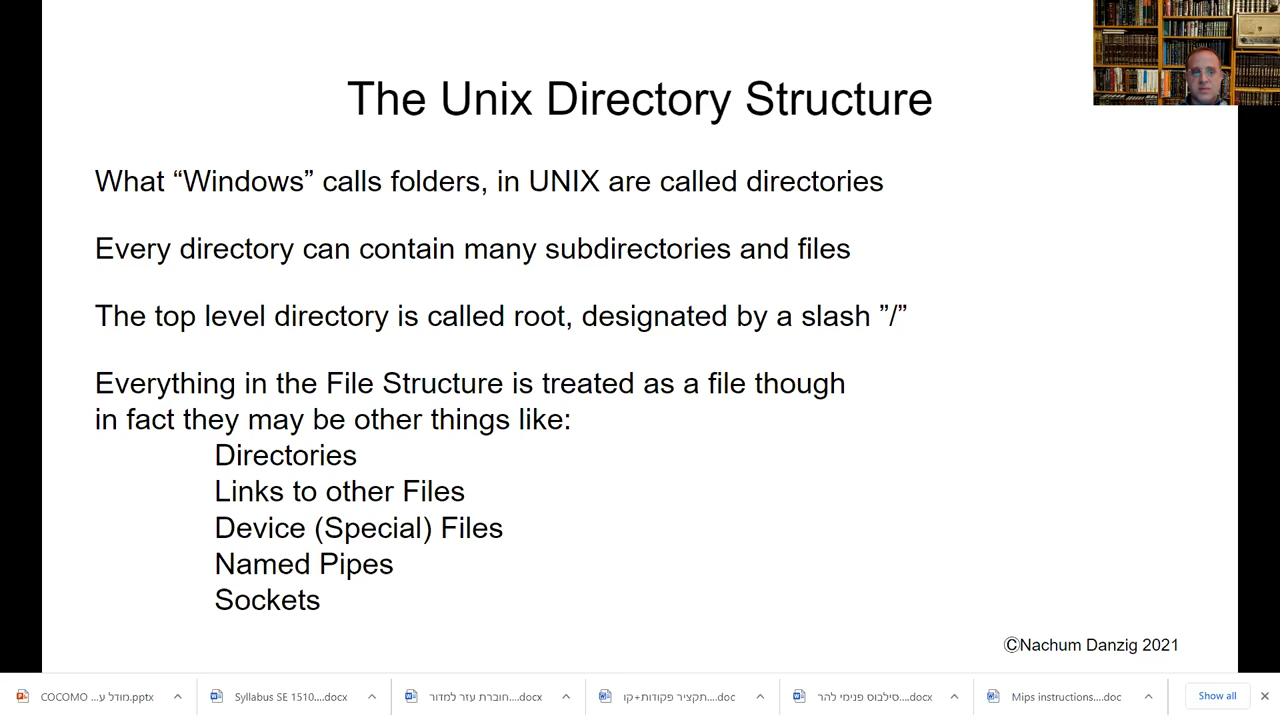 The Unix Directory Structure
What “Windows” calls folders, in UNIX are called directories
Every directory can contain many subdirectories and files
The top level directory is called root, designated by a slash ”/”
Everything in the File Structure is treated as a file though
in fact they may be other things like:
Directories
Links to other Files
Device (Special) Files
Named Pipes
Sockets
ⒸNachum Danzig 2021
COCOMO מודל ע....pptx
Syllabus SE 1510....docx
חוברת עזר למדור....docx
תקציר פקודות+קו....doc
סילבוס פנימי להר....docx
Mips instructions....doc
Show all